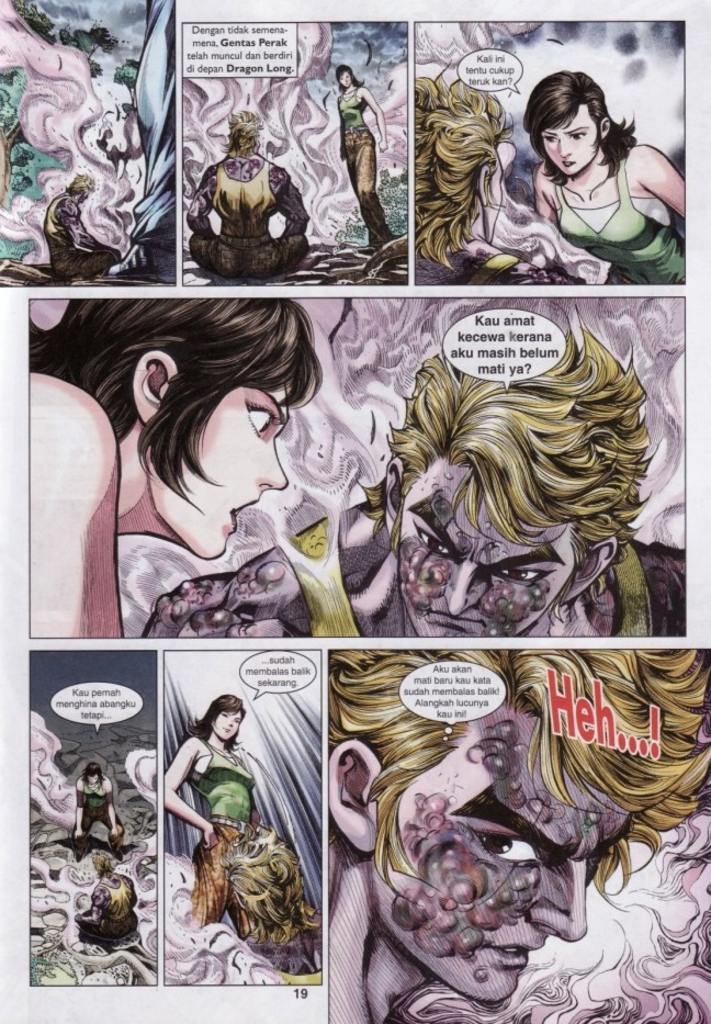 Dengan tidak semena-
mena, Gentas Perak
telah muncul dan berdiri
di depan Dragon Long.
Kali ini
tentu cukup
teruk kan?
Kau amat
kecewa kerana
aku masih belum
mati ya?
Kau pernah
menghina abangku
tetapi...
...sudah
membalas balik
sekarang.
Aku akan
mati baru kau kata
sudah membalas balik!
Alangkah lucunya
kau ini!
Heh....!
19